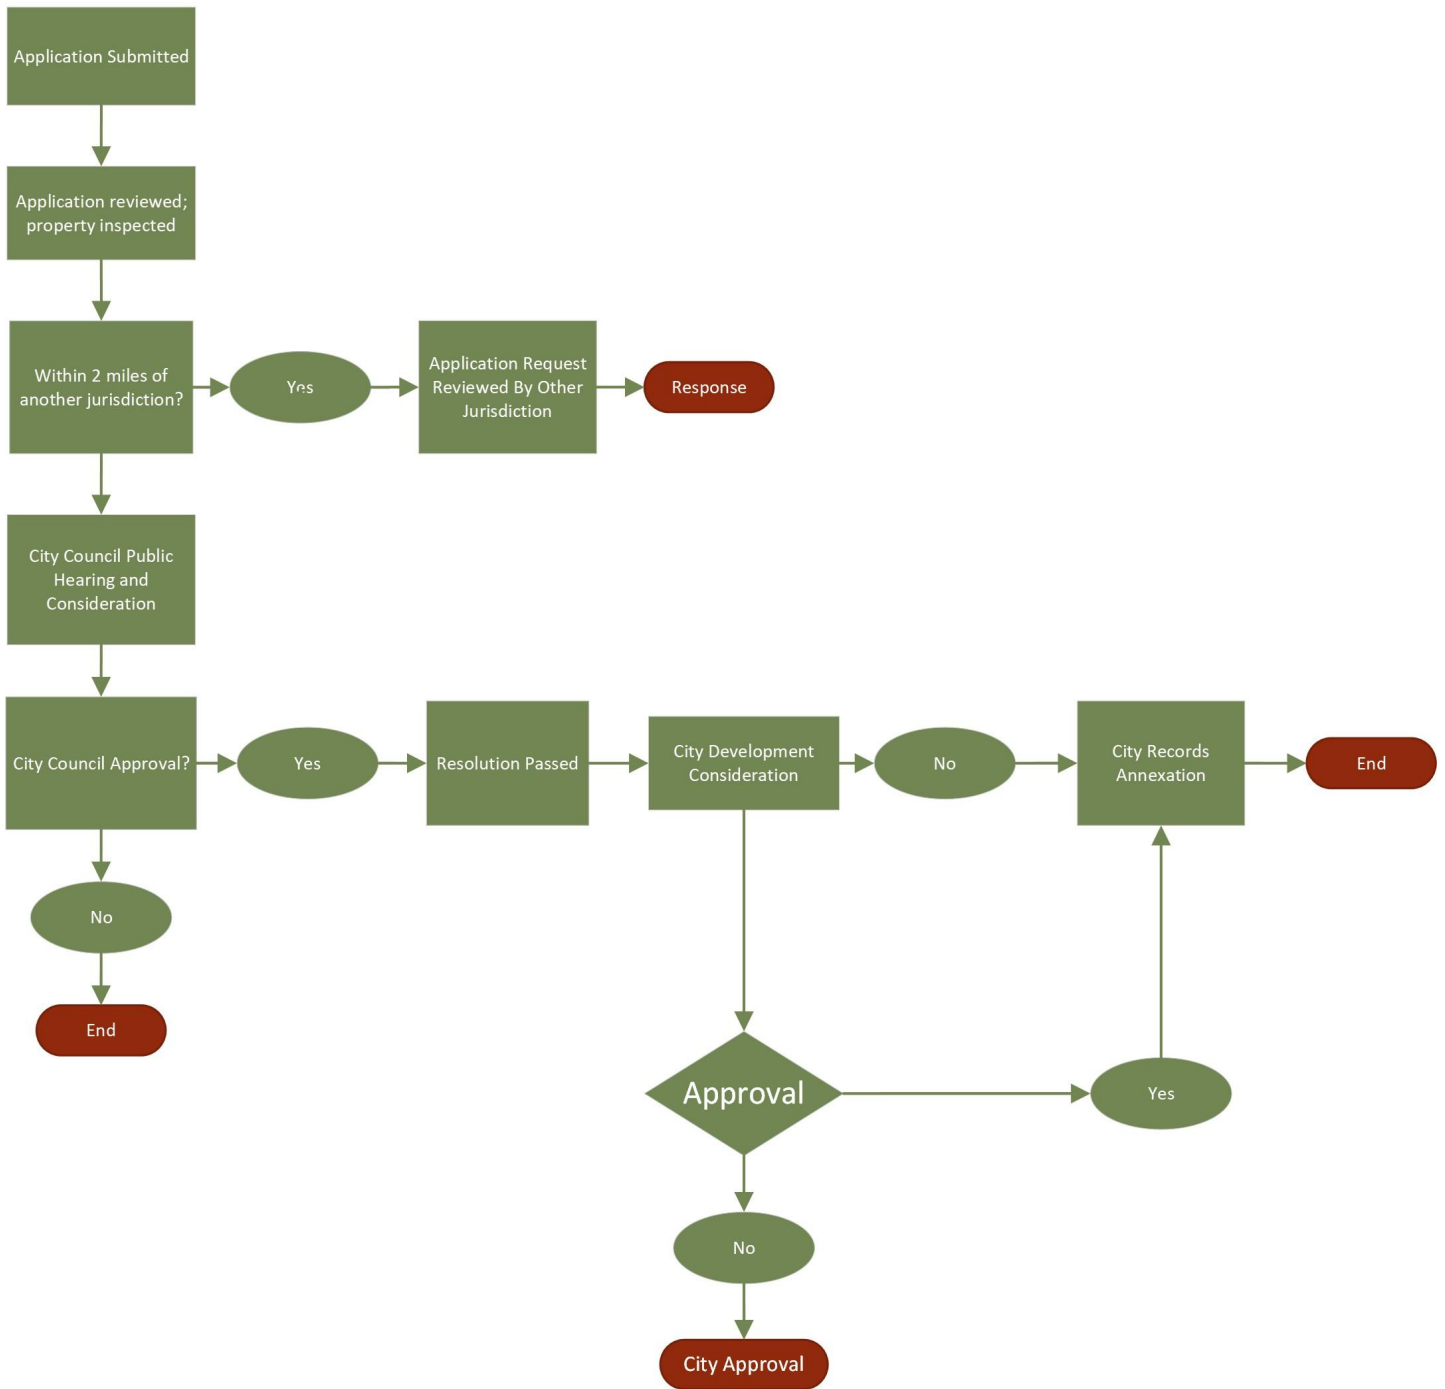 Application Submitted
Application reviewed;
property inspected
Within 2 miles of
another jurisdiction?
Yes
Application Request
Reviewed By Other
Jurisdiction
Response
City Council Public
Hearing and
Consideration
City Council Approval?
Yes
Resolution Passed
City Development
Consideration
No
City Records
Annexation
End
No
End
Approval
Yes
No
City Approval